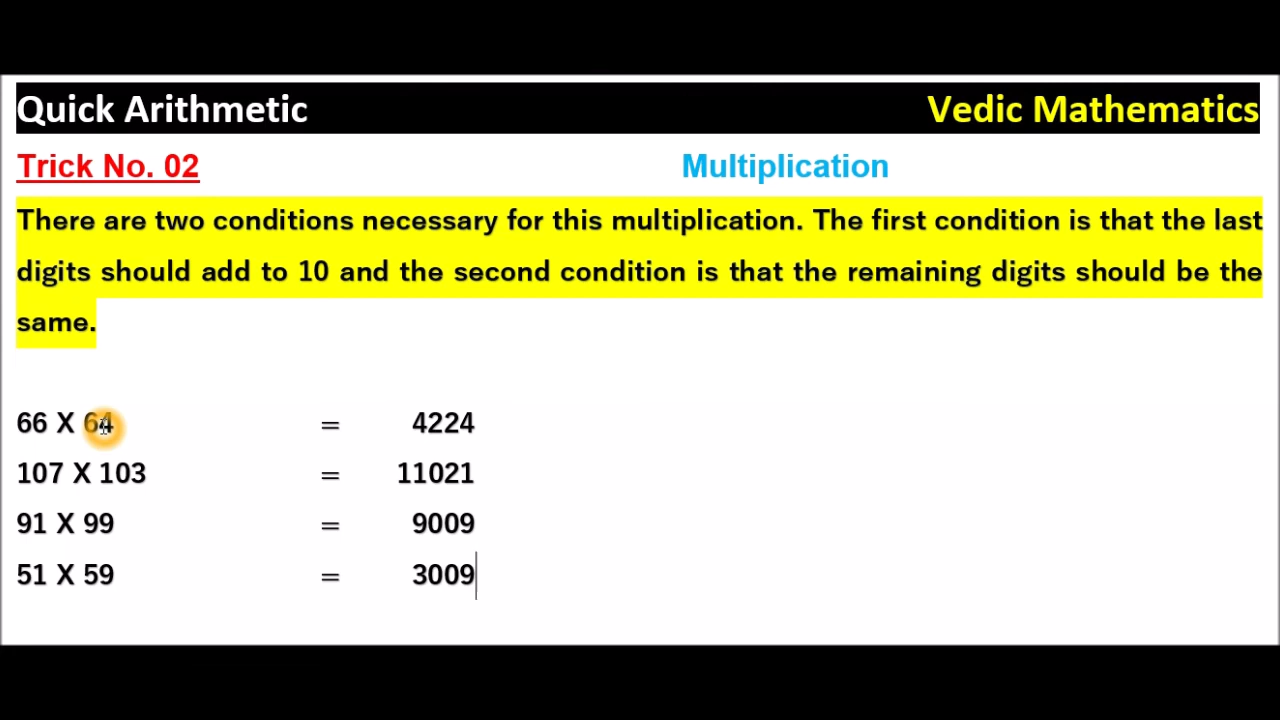 Quick Arithmetic Vedic Mathematics
Trick No. 02 Multiplication
There are two conditions necessary for this multiplication. The first condition is that the last
digits should add to 10 and the second condition is that the remaining digits should be the
same.
66 X 64 = 4224
107 X 103 = 11021
91 X 99 = 9009
51 X 59 = 3009